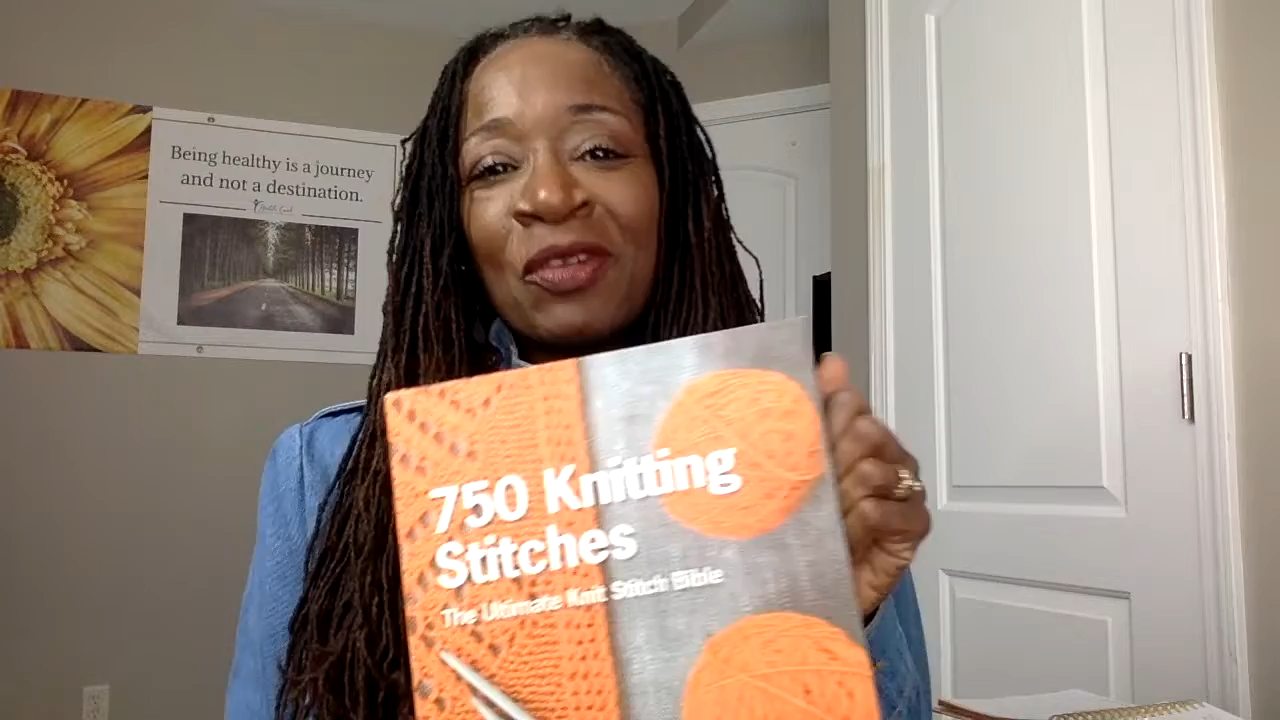 Being healthy is a journey
and not a destination.
750 Knitting
Stitches
The Ultimate Knit Stitch Bible